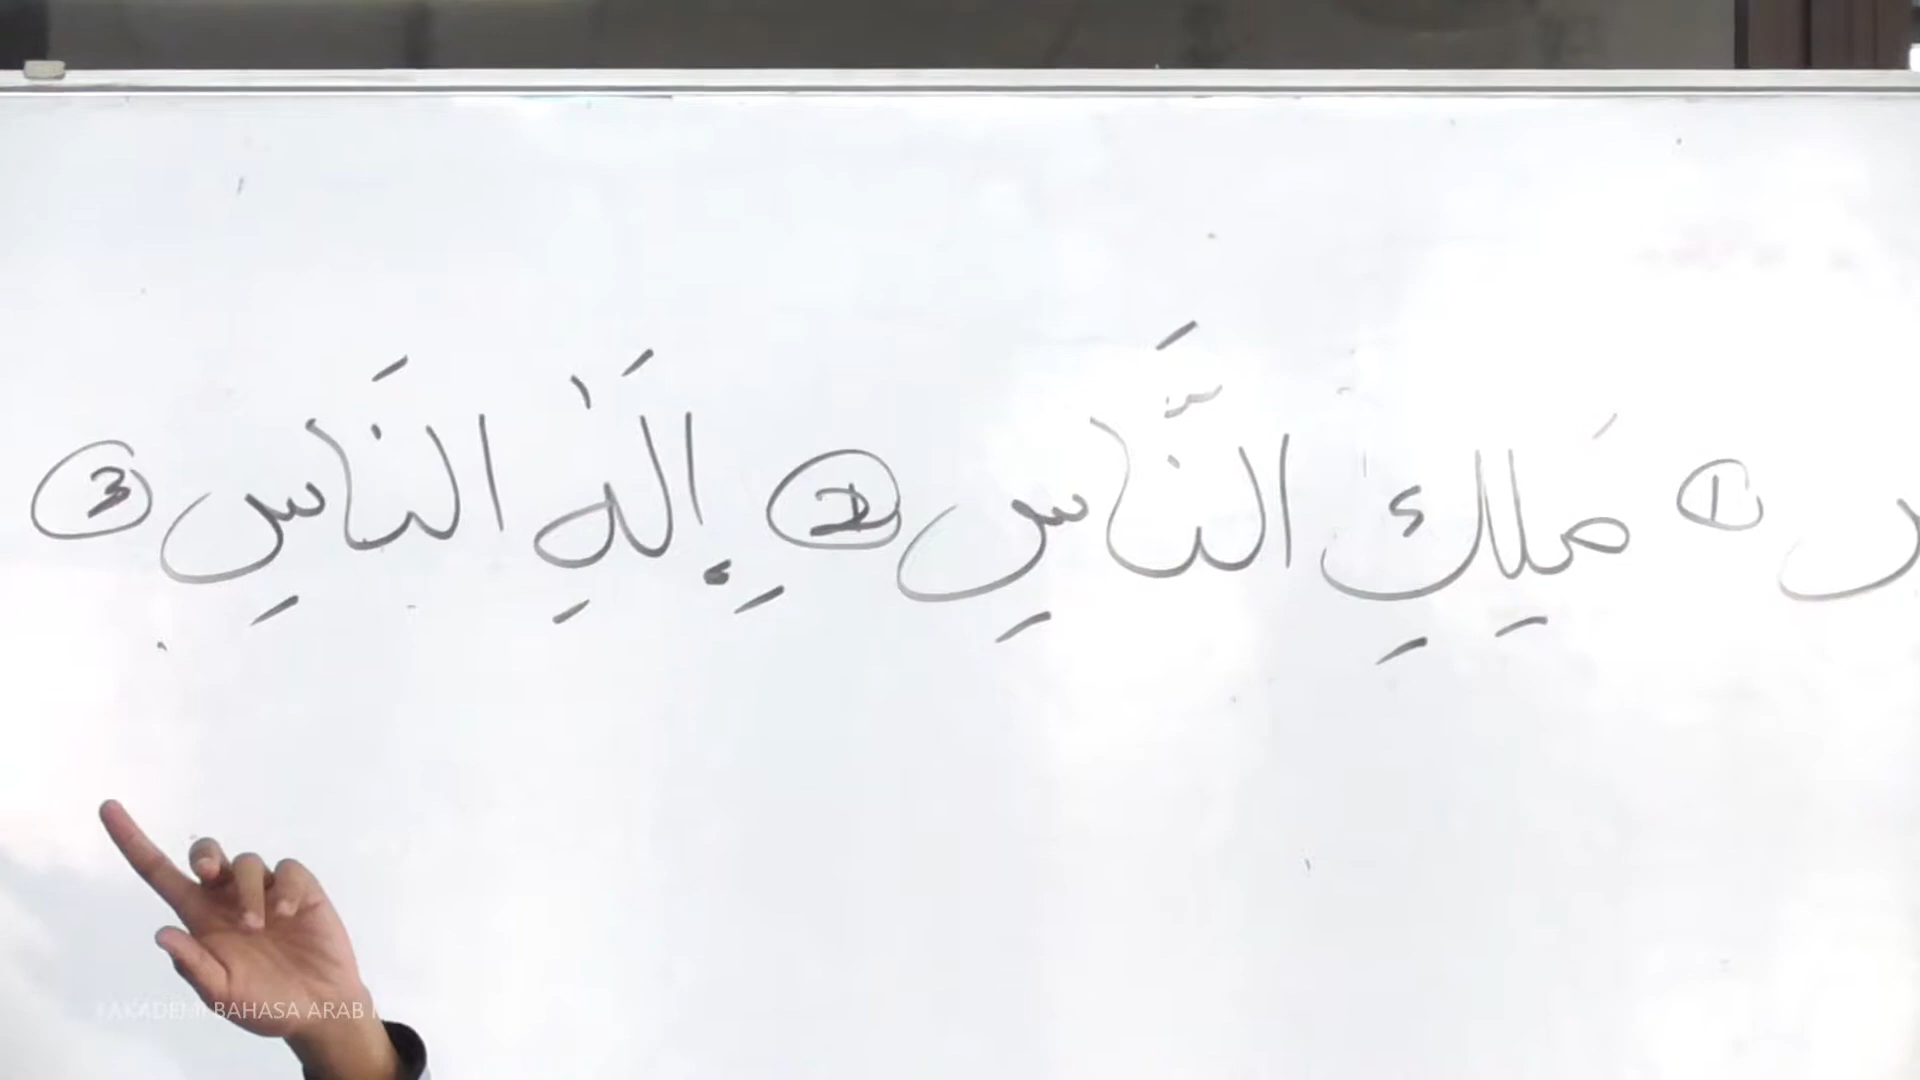 س ① مَلِكِ النَّاسِ ② إِلَٰهِ النَاسِ ③
AKADEMI BAHASA ARAB